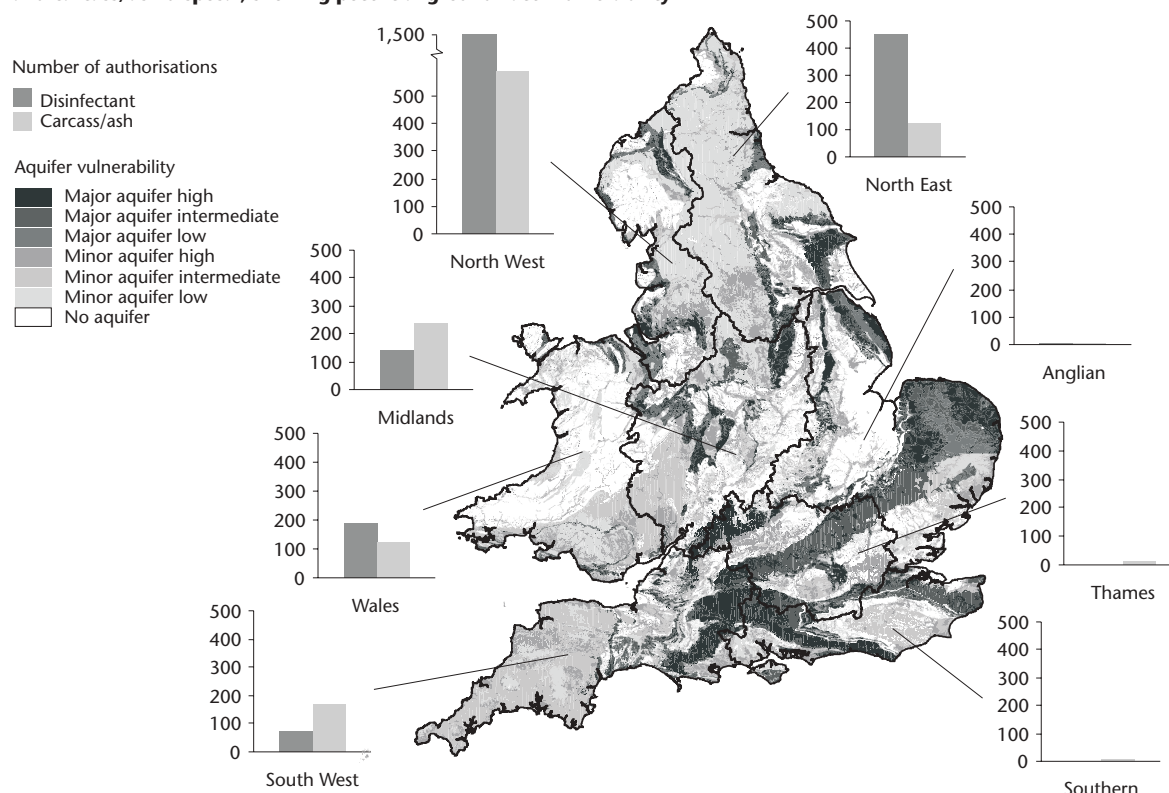 Number of authorisations
Disinfectant
Carcass/ash
Aquifer vulnerability
Major aquifer high
Major aquifer intermediate
Major aquifer low
Minor aquifer high
Minor aquifer intermediate
Minor aquifer low
No aquifer
1,500
500
400
300
200
100
0
North West
500
400
300
200
100
0
North East
500
400
300
200
100
0
Midlands
500
400
300
200
100
0
Anglian
500
400
300
200
100
0
Wales
500
400
300
200
100
0
Thames
500
400
300
200
100
0
South West
500
400
300
200
100
0
Southern